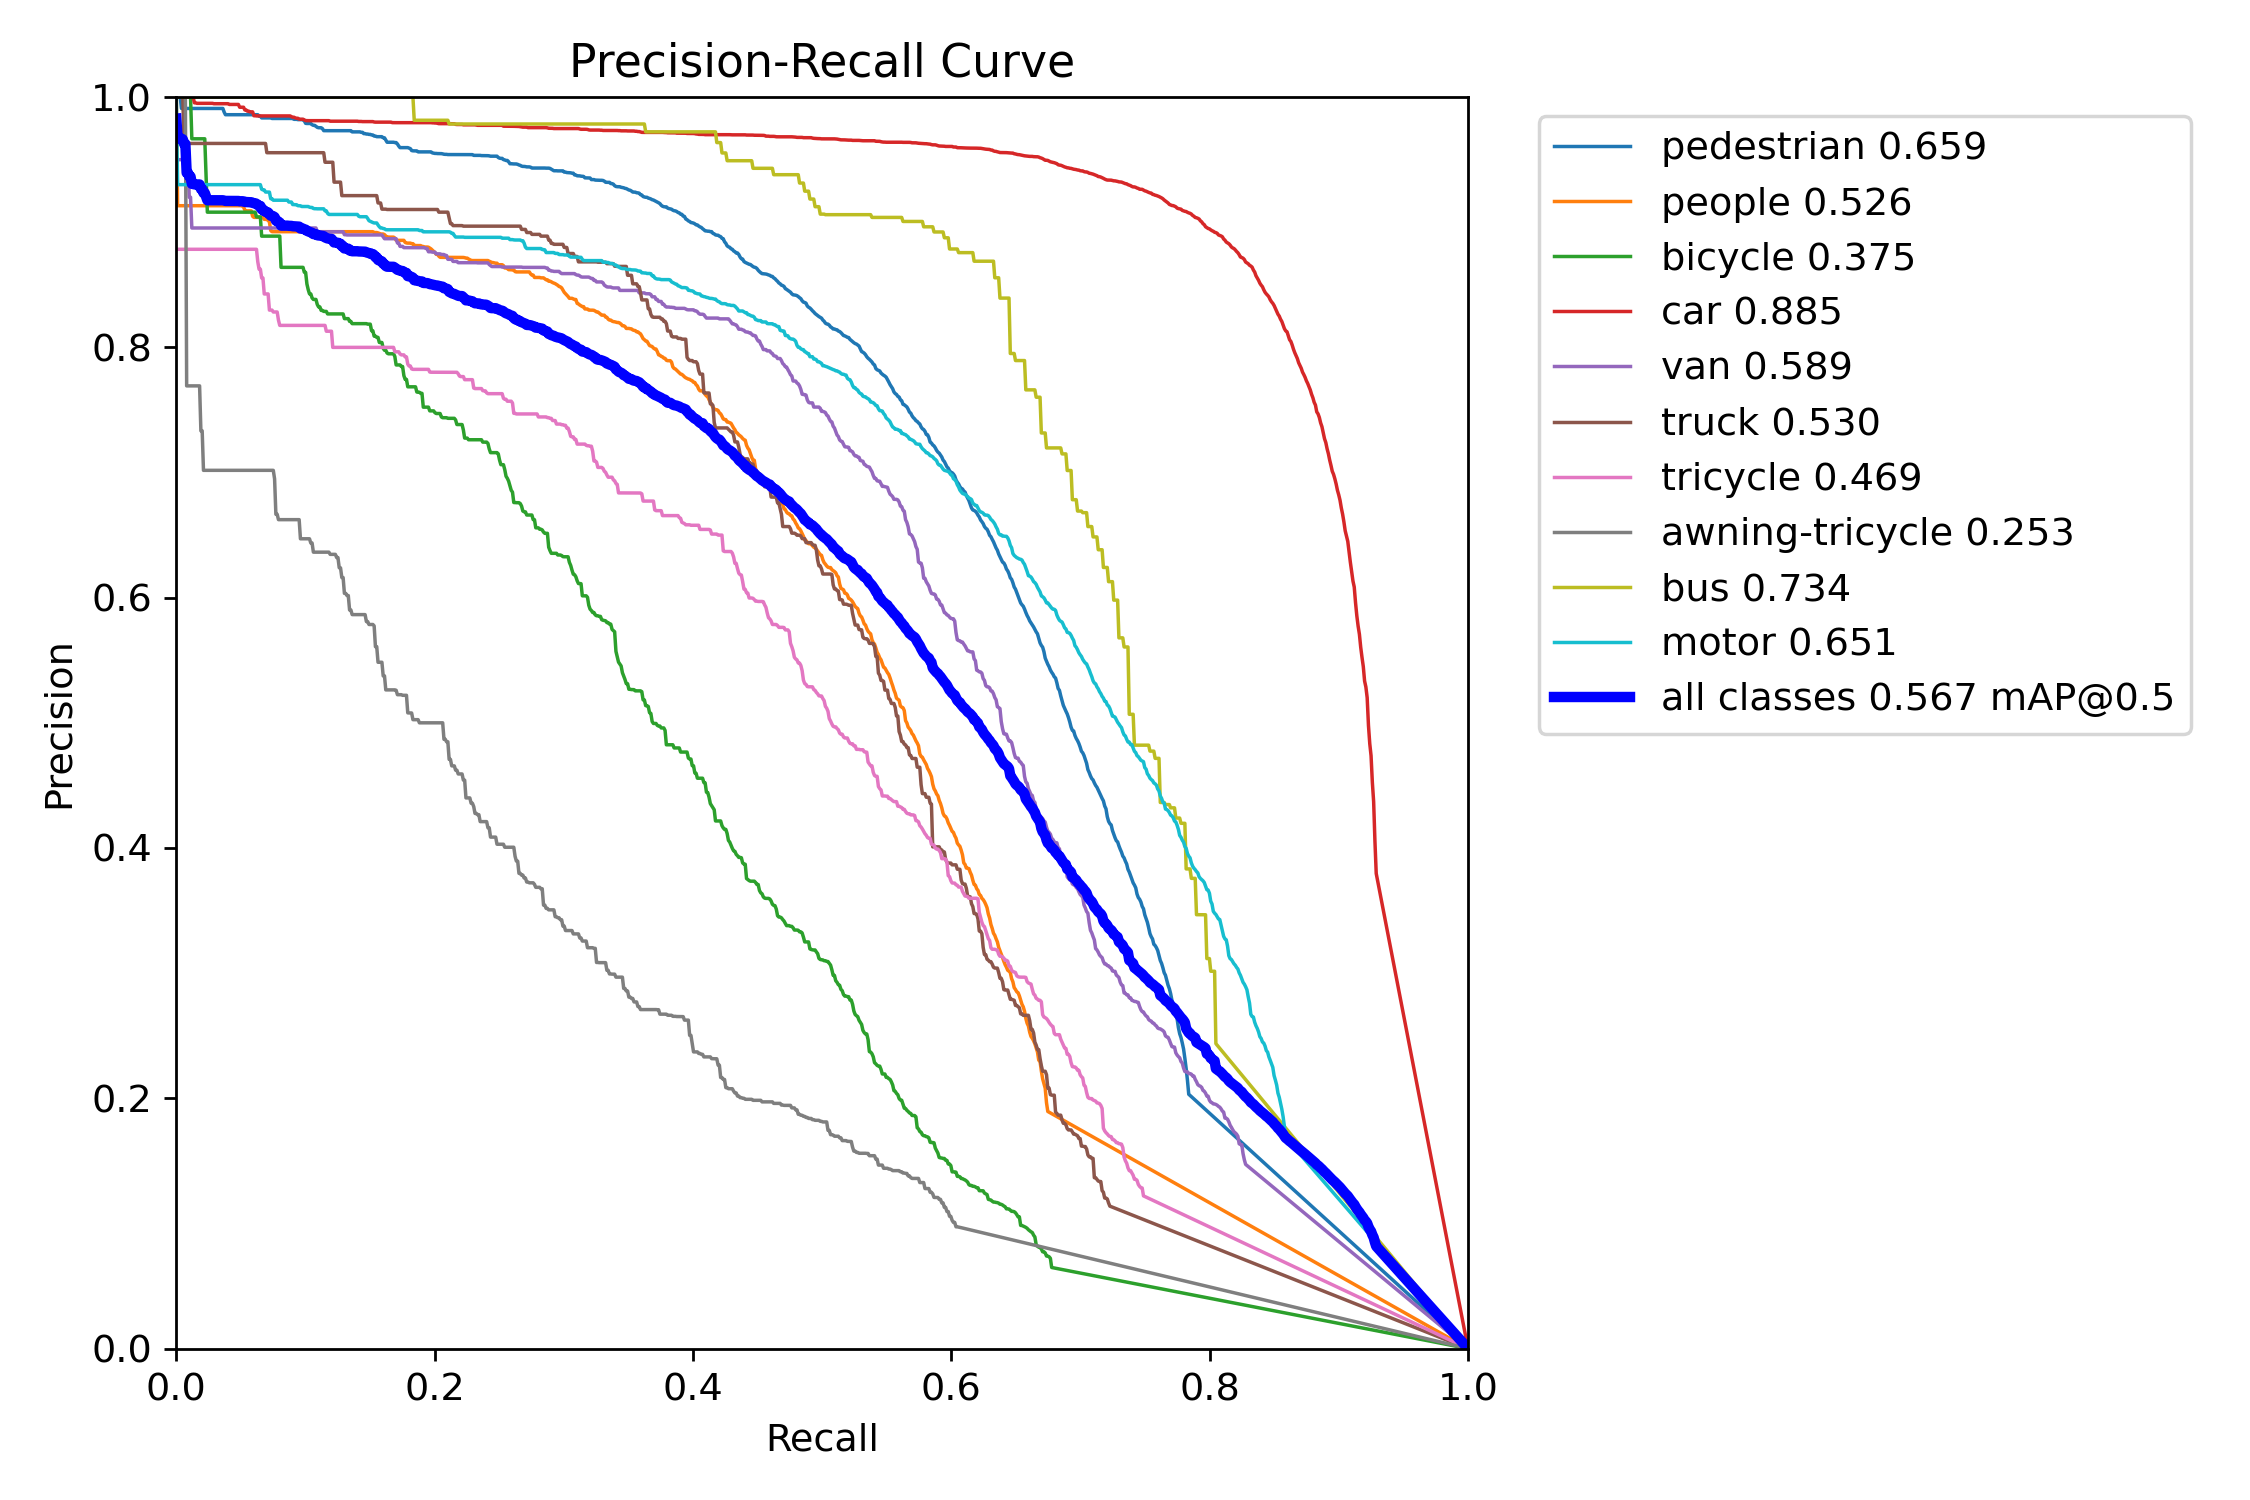 Precision-Recall Curve
1.0
0.8
0.6
0.4
0.2
0.0
Precision
0.0 0.2 0.4 0.6 0.8 1.0
Recall
pedestrian 0.659
people 0.526
bicycle 0.375
car 0.885
van 0.589
truck 0.530
tricycle 0.469
awning-tricycle 0.253
bus 0.734
motor 0.651
all classes 0.567 mAP@0.5